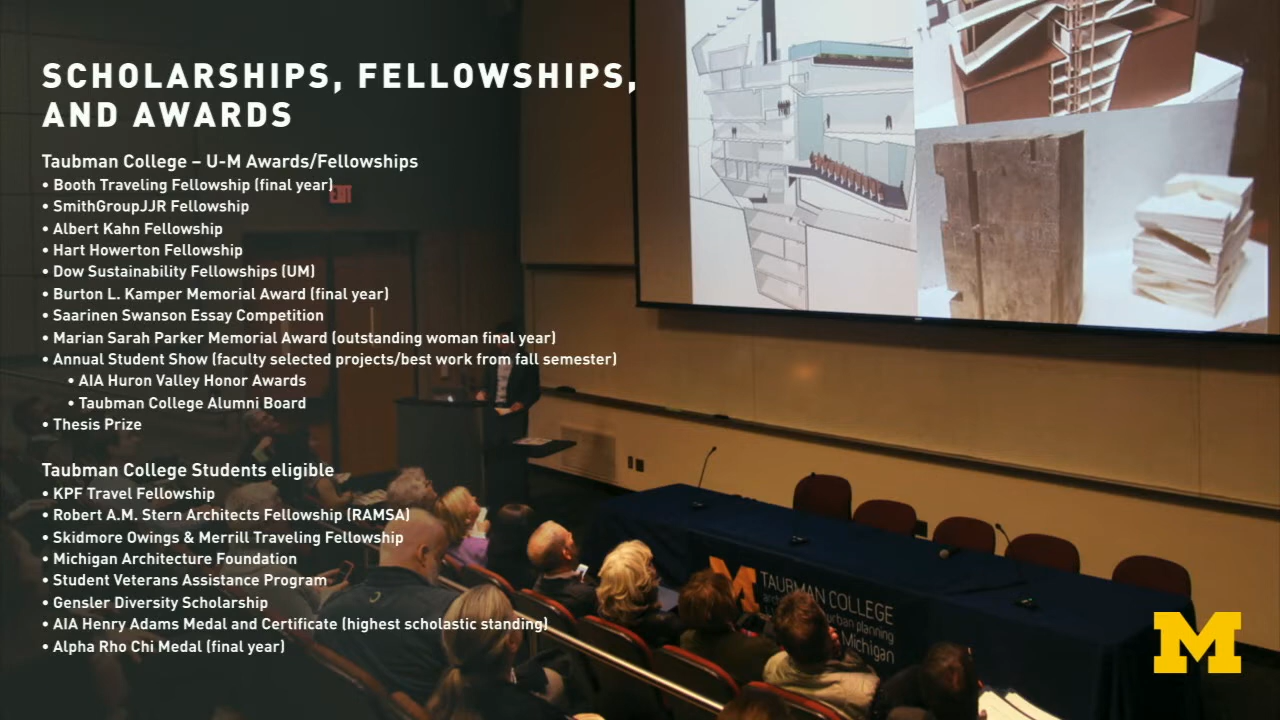 SCHOLARSHIPS, FELLOWSHIPS,
AND AWARDS
Taubman College – U-M Awards/Fellowships
• Booth Traveling Fellowship (final year)
• SmithGroupJJR Fellowship
• Albert Kahn Fellowship
• Hart Howerton Fellowship
• Dow Sustainability Fellowships (UM)
• Burton L. Kamper Memorial Award (final year)
• Saarinen Swanson Essay Competition
• Marian Sarah Parker Memorial Award (outstanding woman final year)
• Annual Student Show (faculty selected projects/best work from fall semester)
• AIA Huron Valley Honor Awards
• Taubman College Alumni Board
• Thesis Prize
Taubman College Students eligible
• KPF Travel Fellowship
• Robert A.M. Stern Architects Fellowship (RAMSA)
• Skidmore Owings & Merrill Traveling Fellowship
• Michigan Architecture Foundation
• Student Veterans Assistance Program
• Gensler Diversity Scholarship
• AIA Henry Adams Medal and Certificate (highest scholastic standing)
• Alpha Rho Chi Medal (final year)
EXIT
M TAUBMAN COLLEGE
urban planning
Michigan
M